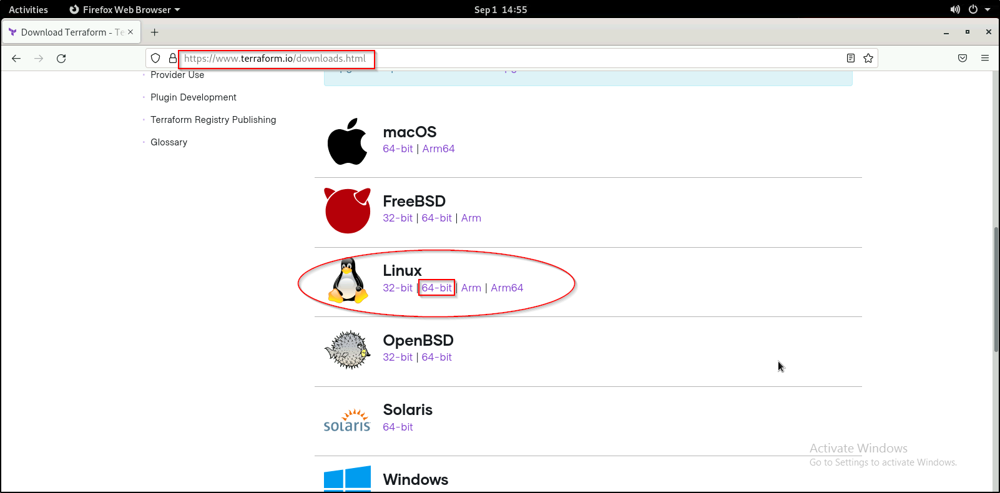 Activities Firefox Web Browser Sep 1 14:55
Download Terraform - Te
https://www.terraform.io/downloads.html
Provider Use
Plugin Development
Terraform Registry Publishing
Glossary
macOS
64-bit | Arm64
FreeBSD
32-bit | 64-bit | Arm
Linux
32-bit | 64-bit | Arm | Arm64
OpenBSD
32-bit | 64-bit
solaris
Solaris
64-bit
Windows
Activate Windows
Go to Settings to activate Windows.